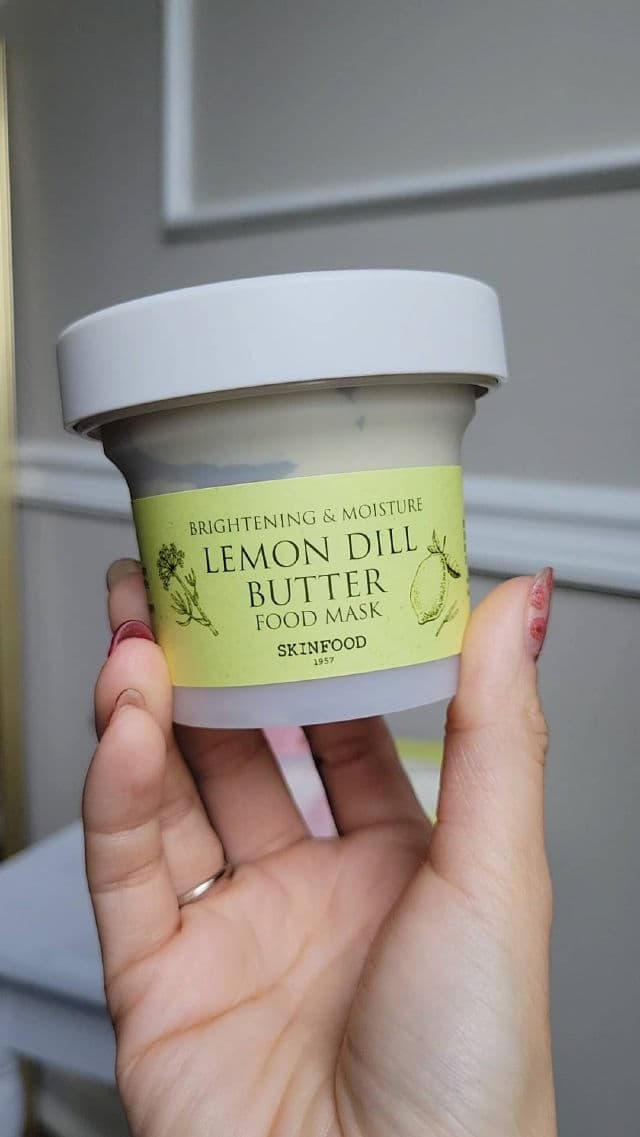 BRIGHTENING & MOISTURE
LEMON DILL
BUTTER
FOOD MASK
SKINFOOD
1957